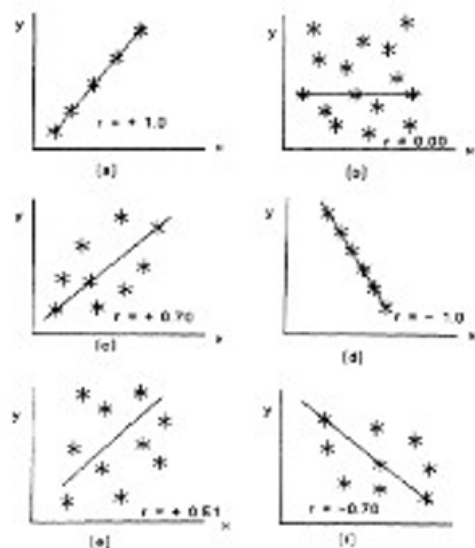 y
r = + 1.0
x
(a)
y
r = 0.00
x
(b)
y
r = + 0.70
x
(c)
y
r = - 1.0
x
(d)
y
r = + 0.51
x
(e)
y
r = -0.70
x
(f)